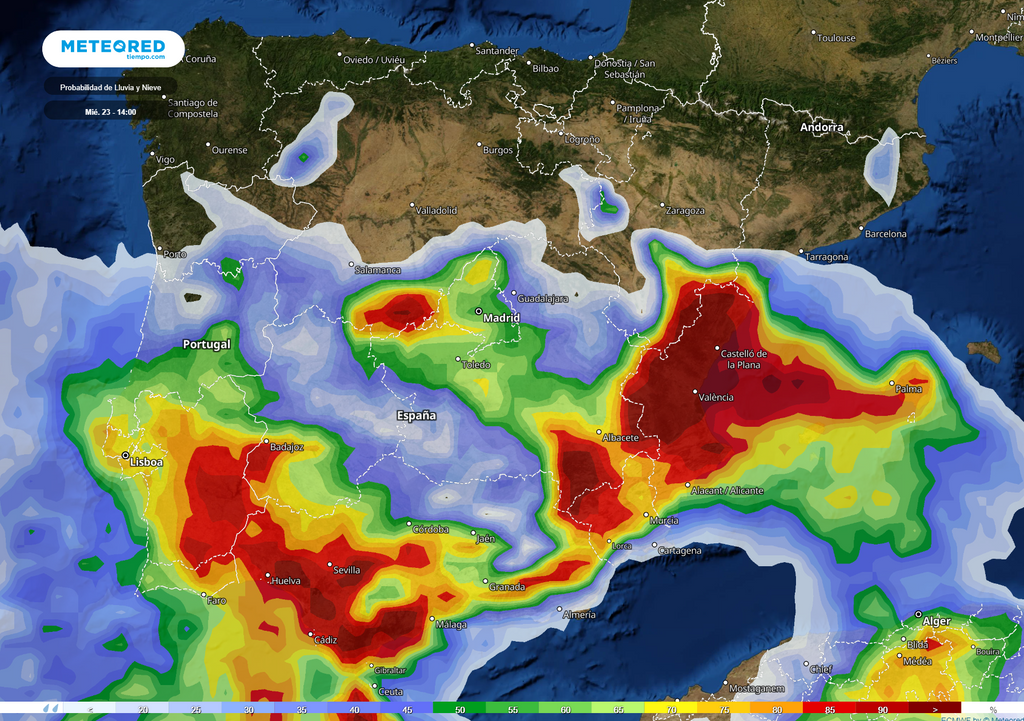 METEORED
tiempo.com
Probabilidad de Lluvia y Nieve
Mié. 23 - 14:00
Coruña
Santiago de
Compostela
Vigo
Ourense
Oviedo / Uviéu
Santander
Bilbao
Donostia / San
Sebastián
Pamplona
/ Iruña
Logroño
Burgos
Toulouse
Béziers
Montpellier
Nîm
Andorra
Valladolid
Zaragoza
Barcelona
Tarragona
Porto
Salamanca
Guadalajara
Madrid
Portugal
Toledo
Castelló de
la Plana
València
Palma
España
Albacete
Badajoz
Lisboa
Alacant / Alicante
Murcia
Córdoba
Jaén
Lorca
Cartagena
Sevilla
Huelva
Granada
Faro
Almería
Málaga
Cádiz
Alger
Blida
Bouira
Médéa
Chlef
Gibraltar
Ceuta
Mostaganem
< 20 25 30 35 40 45 50 55 60 65 70 80 85 90 > %
ECMWF by © Meteore